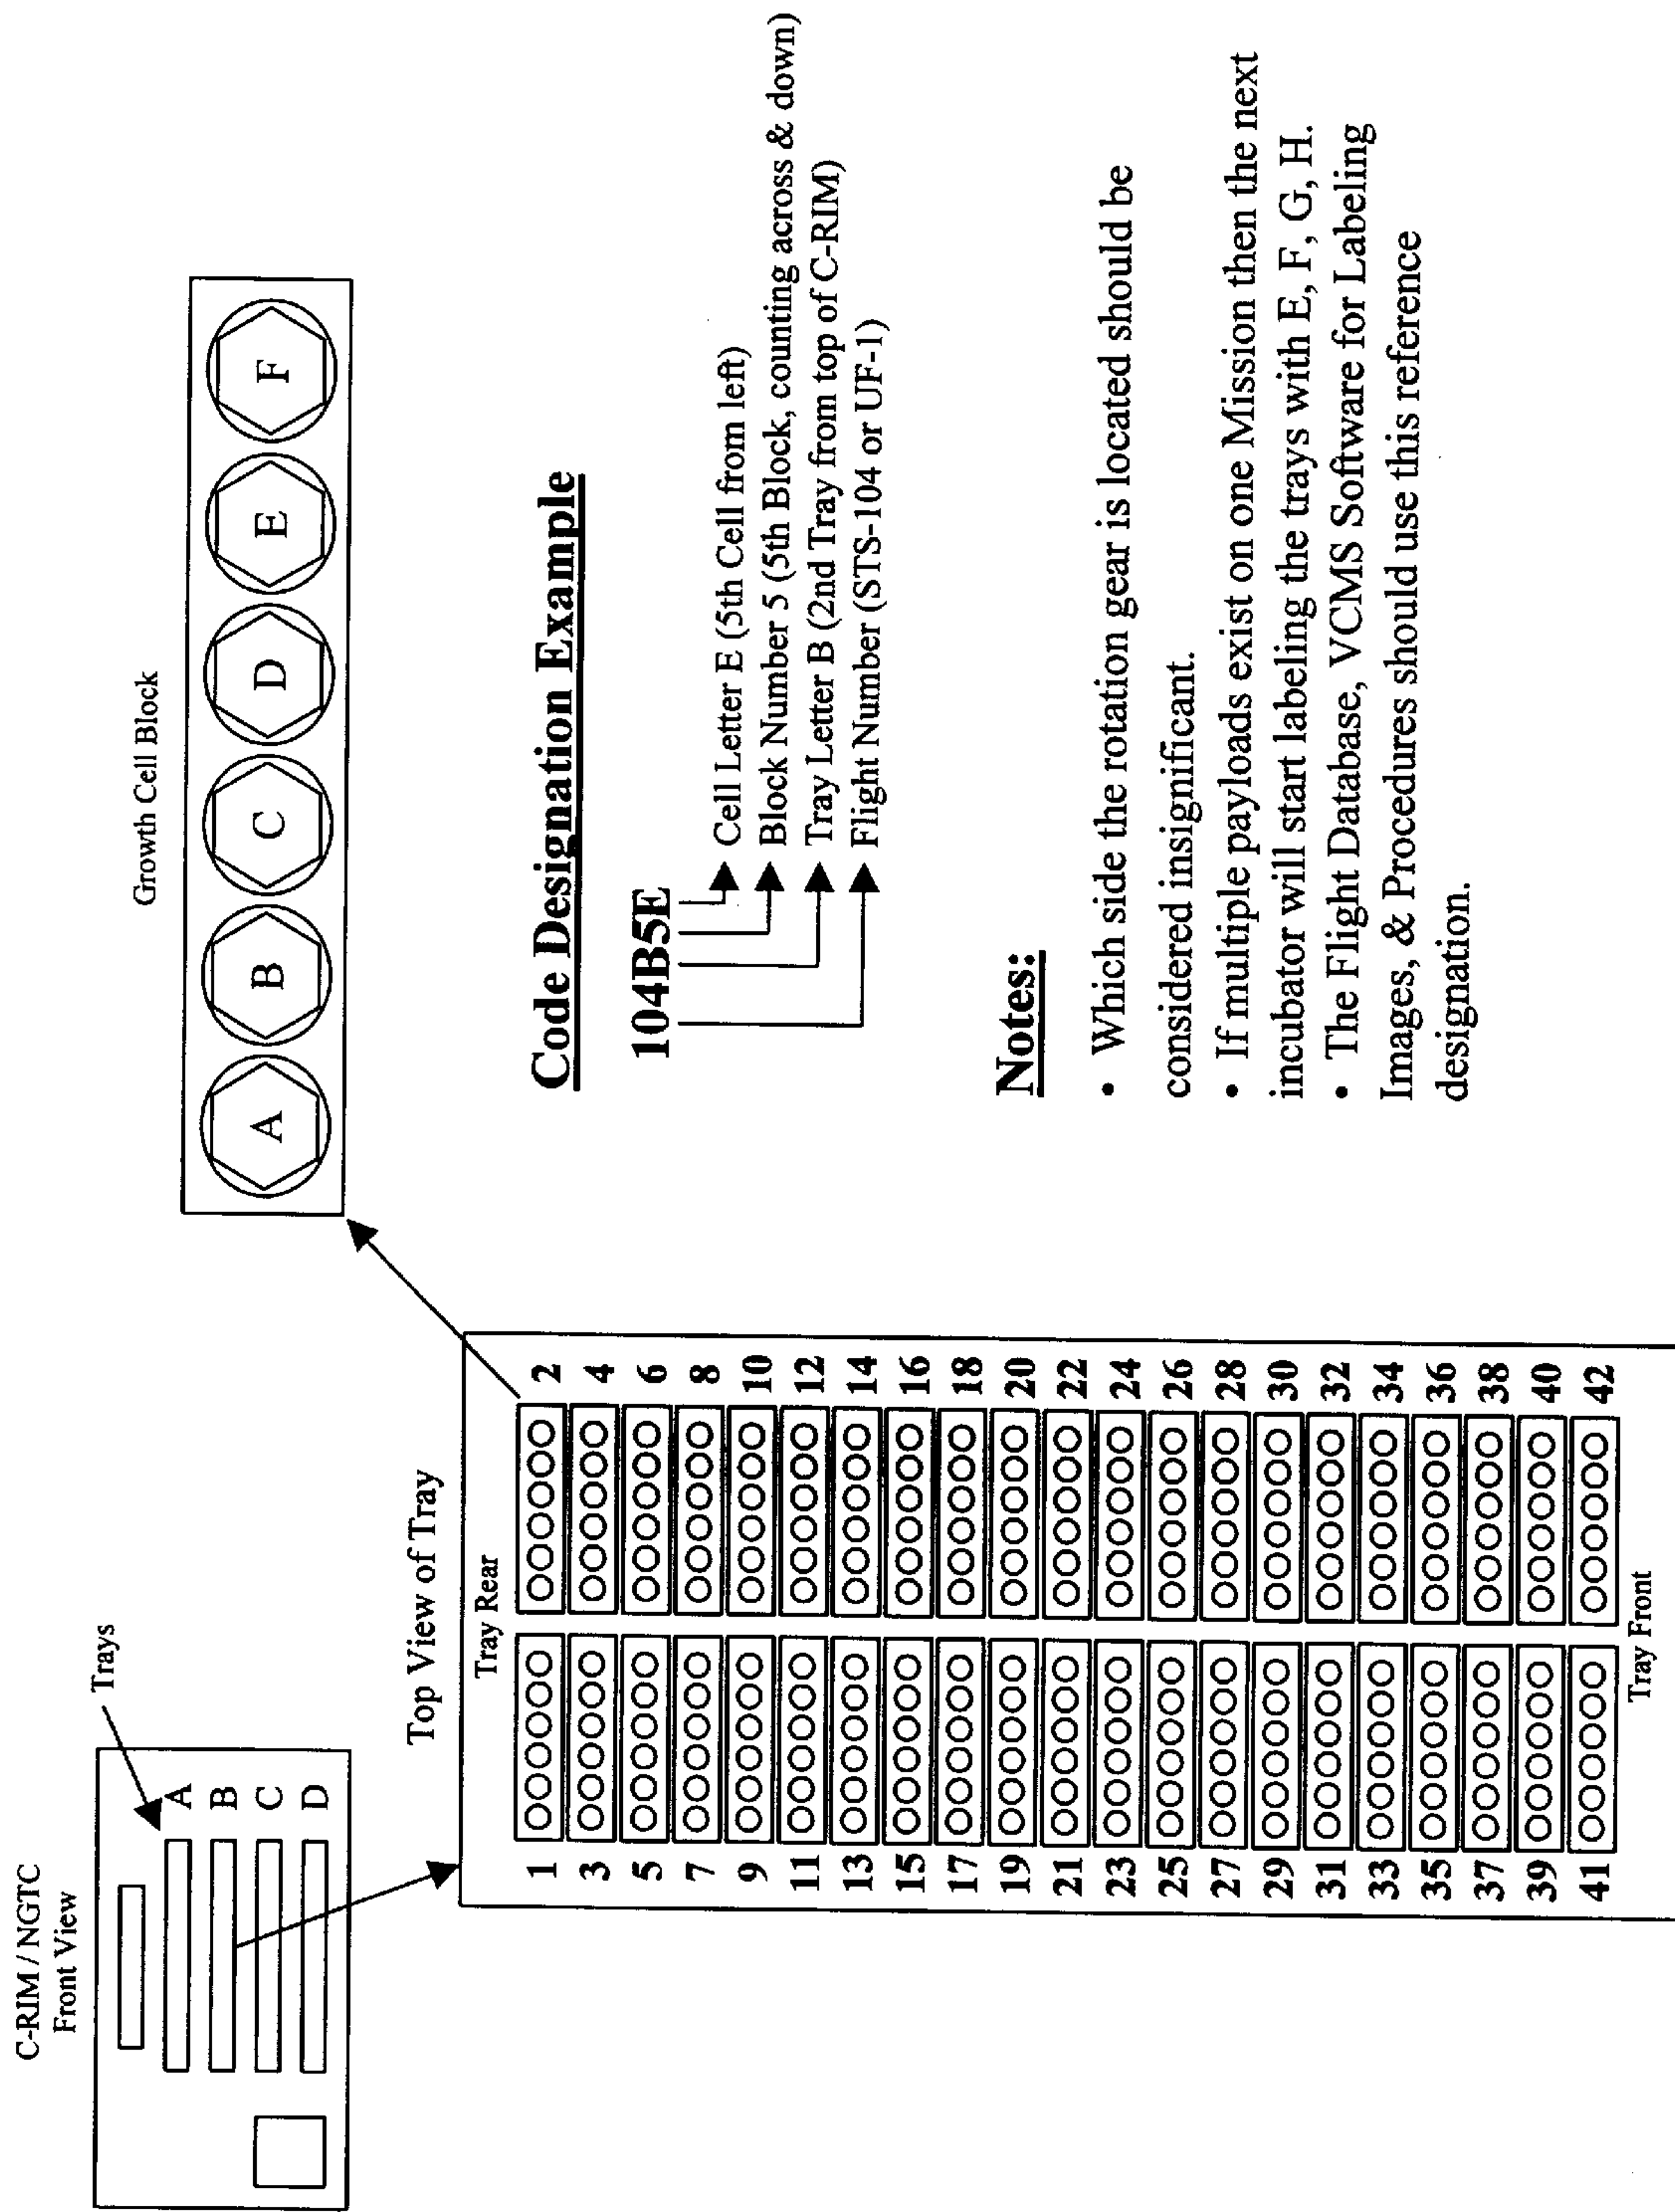 C-RIM / NGTC
Front View
Trays
A
B
C
D
Growth Cell Block
A B C D E F
Top View of Tray
Tray Rear
1 2
3 4
5 6
7 8
9 10
11 12
13 14
15 16
17 18
19 20
21 22
23 24
25 26
27 28
29 30
31 32
33 34
35 36
37 38
39 40
41 42
Tray Front
Code Designation Example
104B5E
Cell Letter E (5th Cell from left)
Block Number 5 (5th Block, counting across & down)
Tray Letter B (2nd Tray from top of C-RIM)
Flight Number (STS-104 or UF-1)
Notes:
• Which side the rotation gear is located should be
considered insignificant.
• If multiple payloads exist on one Mission then the next
incubator will start labeling the trays with E, F, G, H.
• The Flight Database, VCMS Software for Labeling
Images, & Procedures should use this reference
designation.